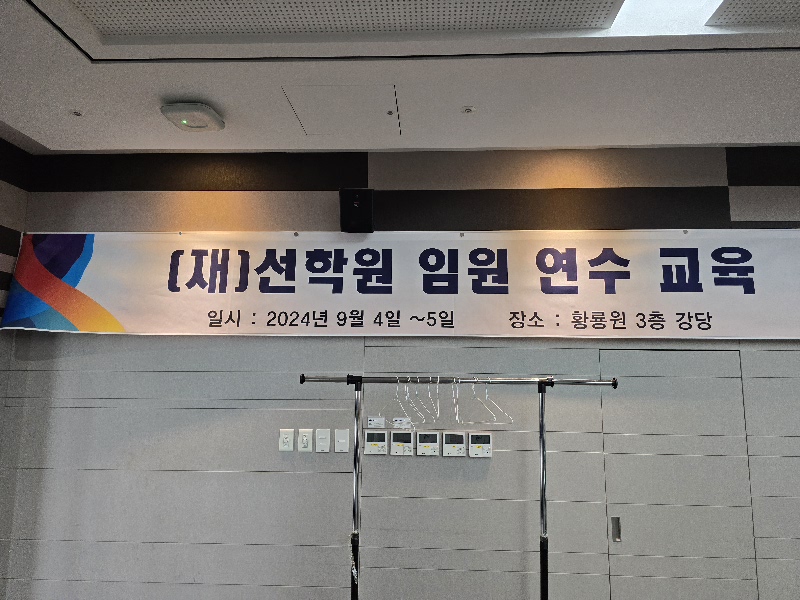 (재)선학원 임원 연수 교육
일시 : 2024년 9월 4일 ~5일 장소 : 황룡원 3층 강당